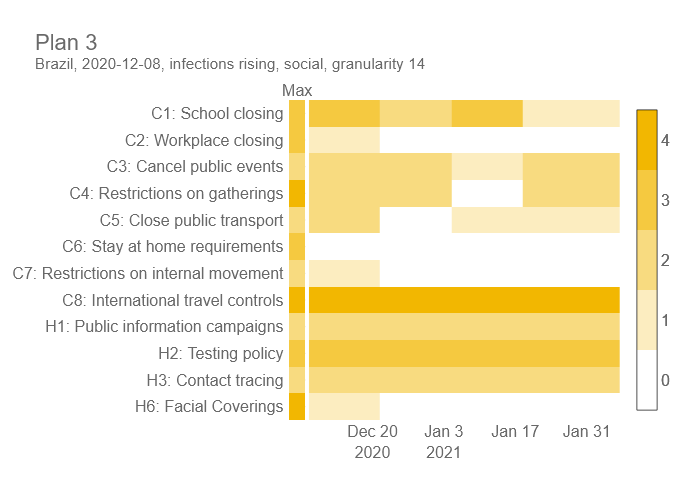 Plan 3
Brazil, 2020-12-08, infections rising, social, granularity 14
Max
C1: School closing
C2: Workplace closing
C3: Cancel public events
C4: Restrictions on gatherings
C5: Close public transport
C6: Stay at home requirements
C7: Restrictions on internal movement
C8: International travel controls
H1: Public information campaigns
H2: Testing policy
H3: Contact tracing
H6: Facial Coverings
4
3
2
1
0
Dec 20 Jan 3 Jan 17 Jan 31
2020 2021